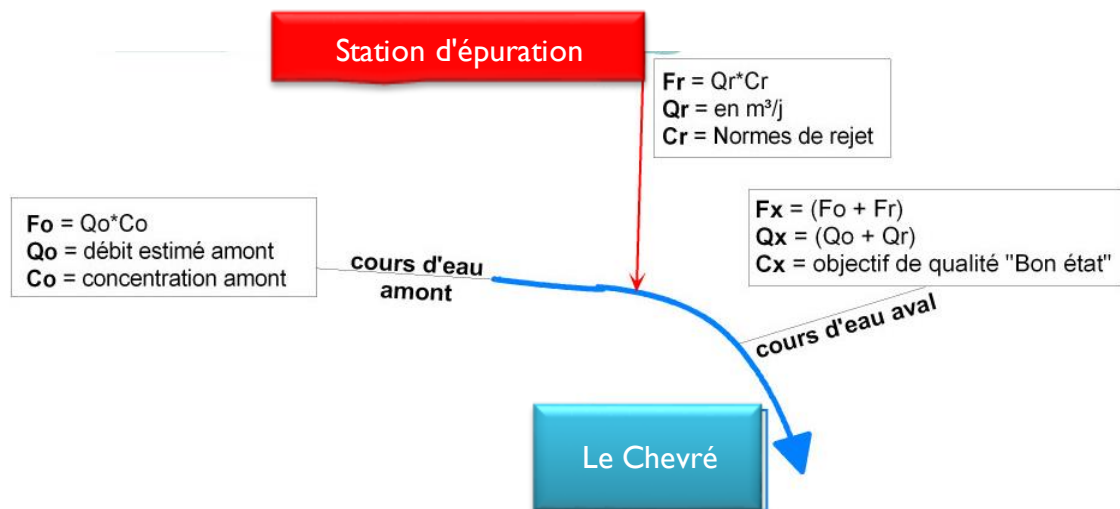 Station d'épuration
Fr = Qr*Cr
Qr = en m³/j
Cr = Normes de rejet
Fo = Qo*Co
Qo = débit estimé amont
Co = concentration amont
cours d'eau
amont
Fx = (Fo + Fr)
Qx = (Qo + Qr)
Cx = objectif de qualité "Bon état"
cours d'eau aval
Le Chevré